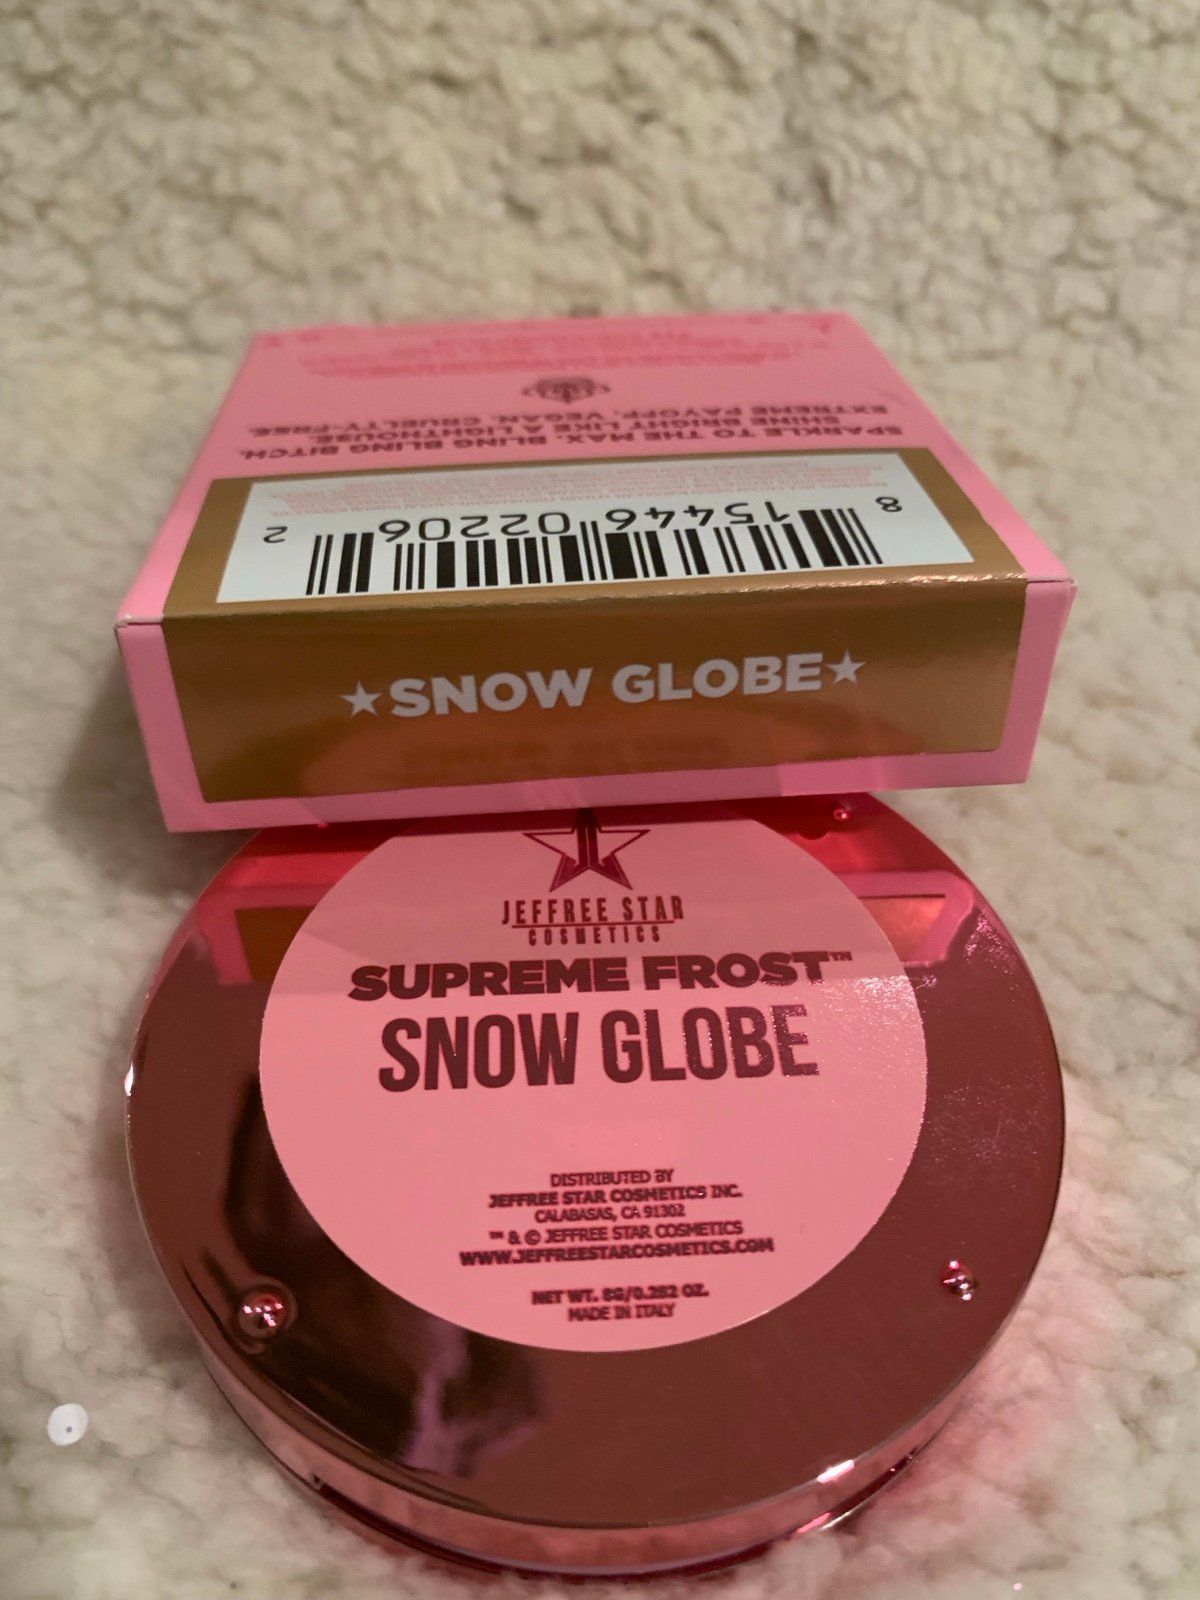 SPARKLE TO THE MAX. BLING BLING BITCH.
SHINE BRIGHT LIKE A LIGHTHOUSE.
EXTREME PAYOFF. VEGAN. CRUELTY-FREE.
8 15446 02206 2
★SNOW GLOBE★
JEFFREE STAR
COSMETICS
SUPREME FROST™
SNOW GLOBE
DISTRIBUTED BY
JEFFREE STAR COSMETICS INC.
CALABASAS, CA 91302
™ & © JEFFREE STAR COSMETICS
WWW.JEFFREESTARCOSMETICS.COM
NET WT. 8G/0.282 OZ.
MADE IN ITALY